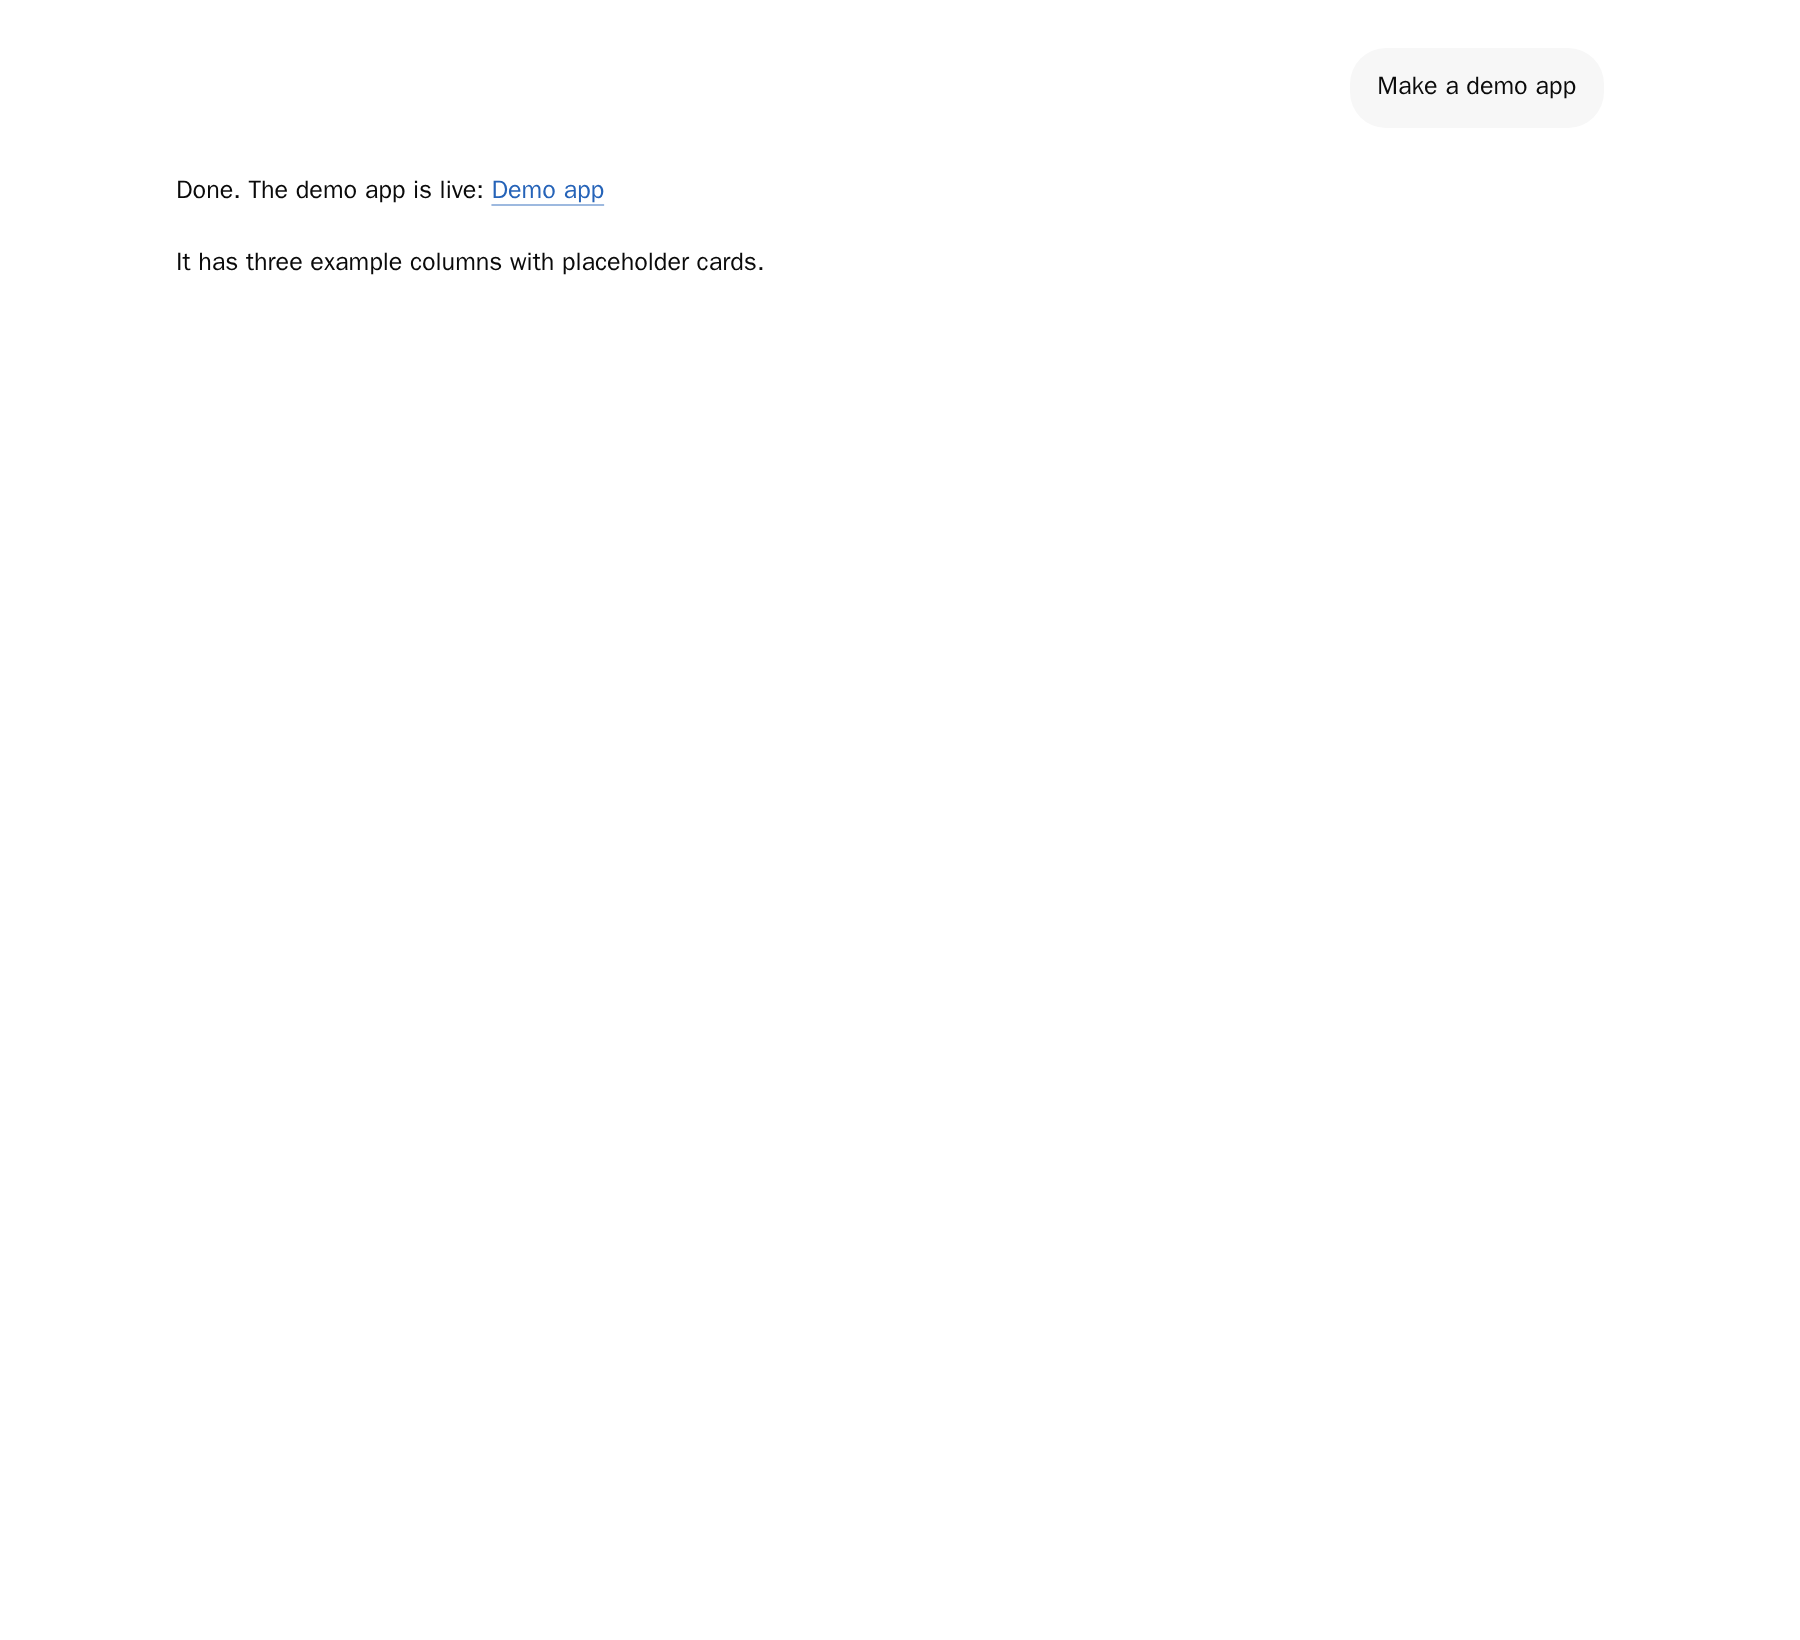 Make a demo app
Done. The demo app is live: Demo app
It has three example columns with placeholder cards.